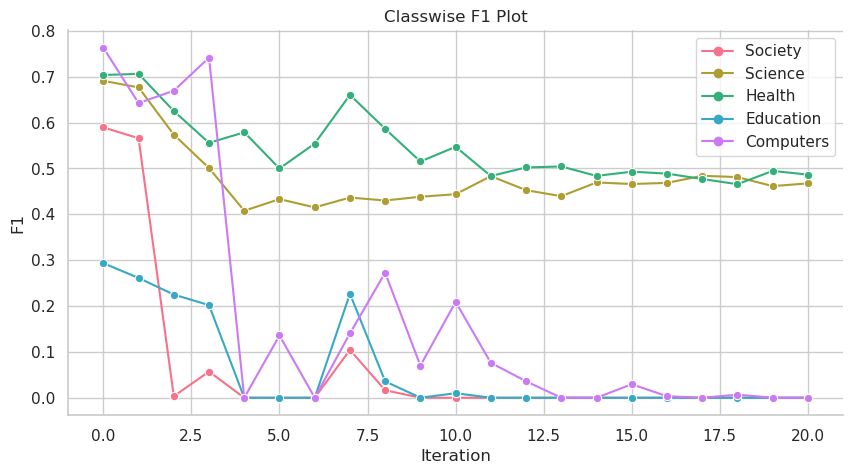 Classwise F1 Plot
F1
0.8
0.7
0.6
0.5
0.4
0.3
0.2
0.1
0.0
Society
Science
Health
Education
Computers
0.0 2.5 5.0 7.5 10.0 12.5 15.0 17.5 20.0
Iteration